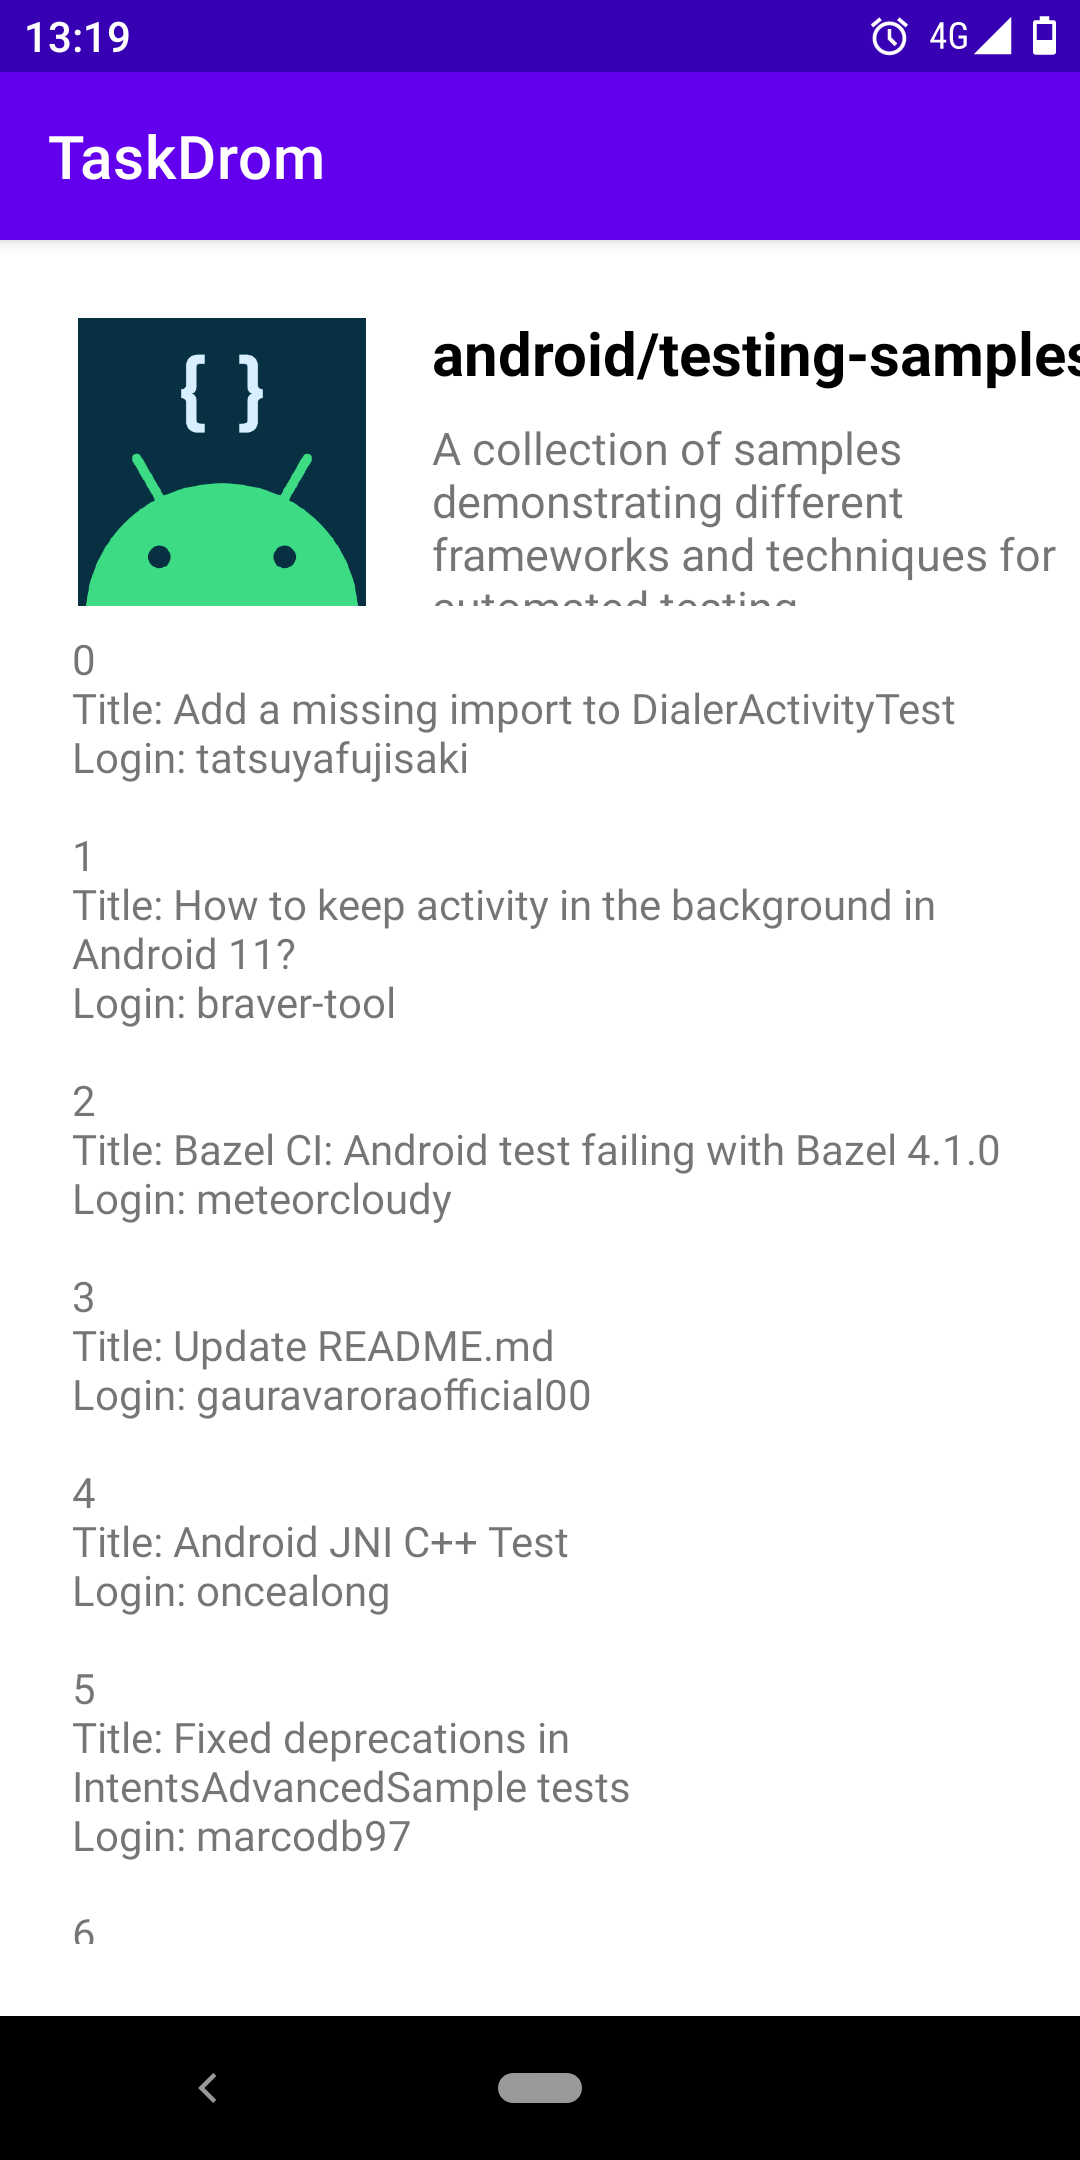 13:19
4G
TaskDrom
{ }
android/testing-samples
A collection of samples
demonstrating different
frameworks and techniques for
automated testing
0
Title: Add a missing import to DialerActivityTest
Login: tatsuyafujisaki
1
Title: How to keep activity in the background in
Android 11?
Login: braver-tool
2
Title: Bazel CI: Android test failing with Bazel 4.1.0
Login: meteorcloudy
3
Title: Update README.md
Login: gauravaroraofficial00
4
Title: Android JNI C++ Test
Login: oncealong
5
Title: Fixed deprecations in
IntentsAdvancedSample tests
Login: marcodb97
6